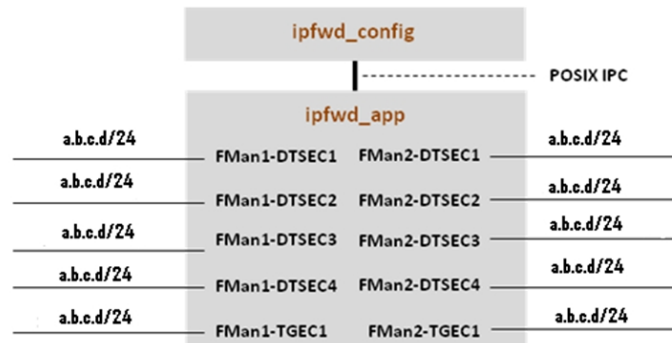 ipfwd_config
POSIX IPC
ipfwd_app
a.b.c.d/24 FMan1-DTSEC1 FMan2-DTSEC1 a.b.c.d/24
a.b.c.d/24 FMan1-DTSEC2 FMan2-DTSEC2 a.b.c.d/24
a.b.c.d/24 FMan1-DTSEC3 FMan2-DTSEC3 a.b.c.d/24
a.b.c.d/24 FMan1-DTSEC4 FMan2-DTSEC4 a.b.c.d/24
a.b.c.d/24 FMan1-TGEC1 FMan2-TGEC1 a.b.c.d/24